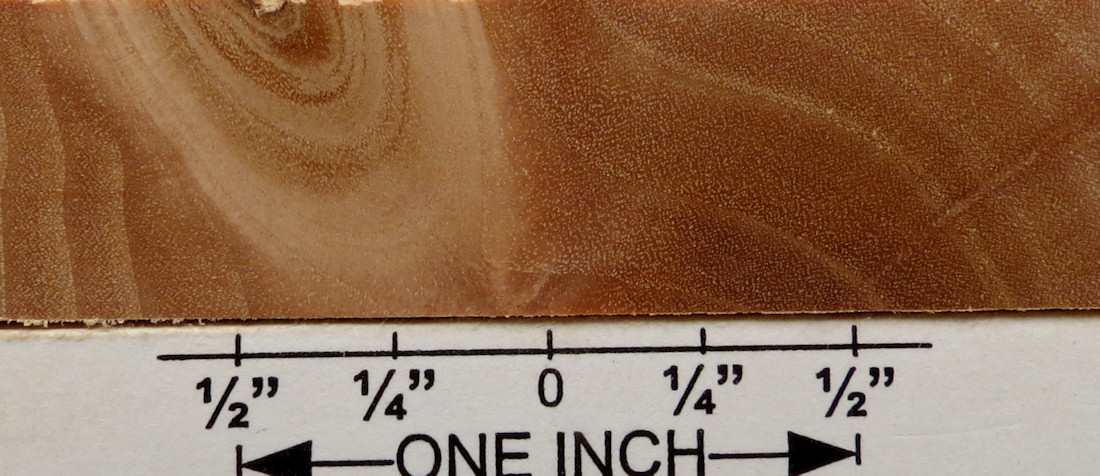 ½” ¼” 0 ¼” ½”
ONE INCH